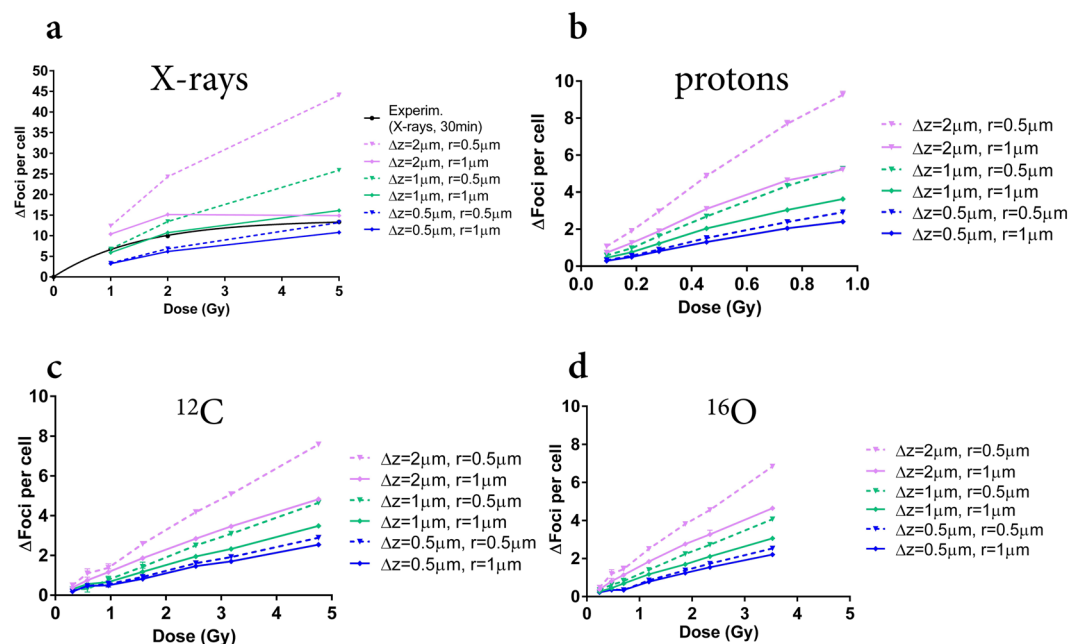 a
X-rays
50
45
40
35
30
25
20
15
10
5
0
ΔFoci per cell
0 1 2 3 4 5
Dose (Gy)
Experim.
(X-rays, 30min)
Δz=2μm, r=0.5μm
Δz=2μm, r=1μm
Δz=1μm, r=0.5μm
Δz=1μm, r=1μm
Δz=0.5μm, r=0.5μm
Δz=0.5μm, r=1μm
b
protons
10
8
6
4
2
0
Δ Foci per cell
0.0 0.2 0.4 0.6 0.8 1.0
Dose (Gy)
Δz=2μm, r=0.5μm
Δz=2μm, r=1μm
Δz=1μm, r=0.5μm
Δz=1μm, r=1μm
Δz=0.5μm, r=0.5μm
Δz=0.5μm, r=1μm
c
¹²C
10
8
6
4
2
0
ΔFoci per cell
0 1 2 3 4 5
Dose (Gy)
Δz=2μm, r=0.5μm
Δz=2μm, r=1μm
Δz=1μm, r=0.5μm
Δz=1μm, r=1μm
Δz=0.5μm, r=0.5μm
Δz=0.5μm, r=1μm
d
¹⁶O
10
8
6
4
2
0
ΔFoci per cell
0 1 2 3 4 5
Dose (Gy)
Δz=2μm, r=0.5μm
Δz=2μm, r=1μm
Δz=1μm, r=0.5μm
Δz=1μm, r=1μm
Δz=0.5μm, r=0.5μm
Δz=0.5μm, r=1μm